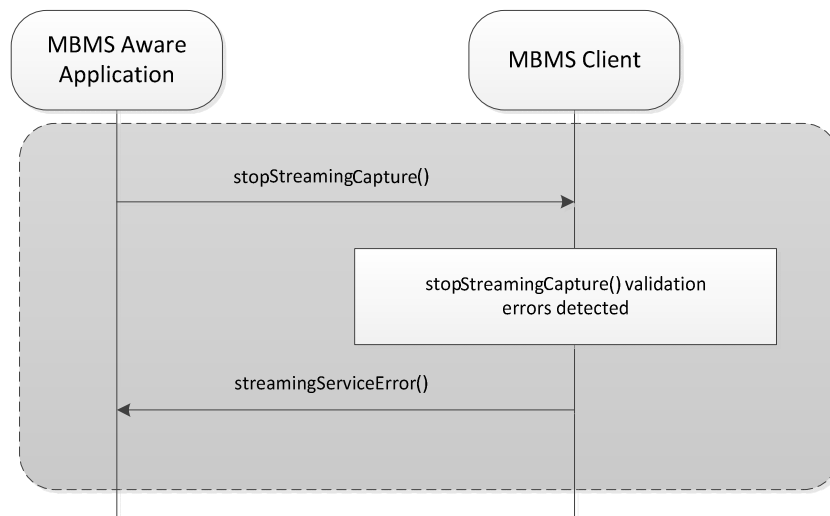 MBMS Aware
Application
MBMS Client
stopStreamingCapture()
stopStreamingCapture() validation
errors detected
streamingServiceError()